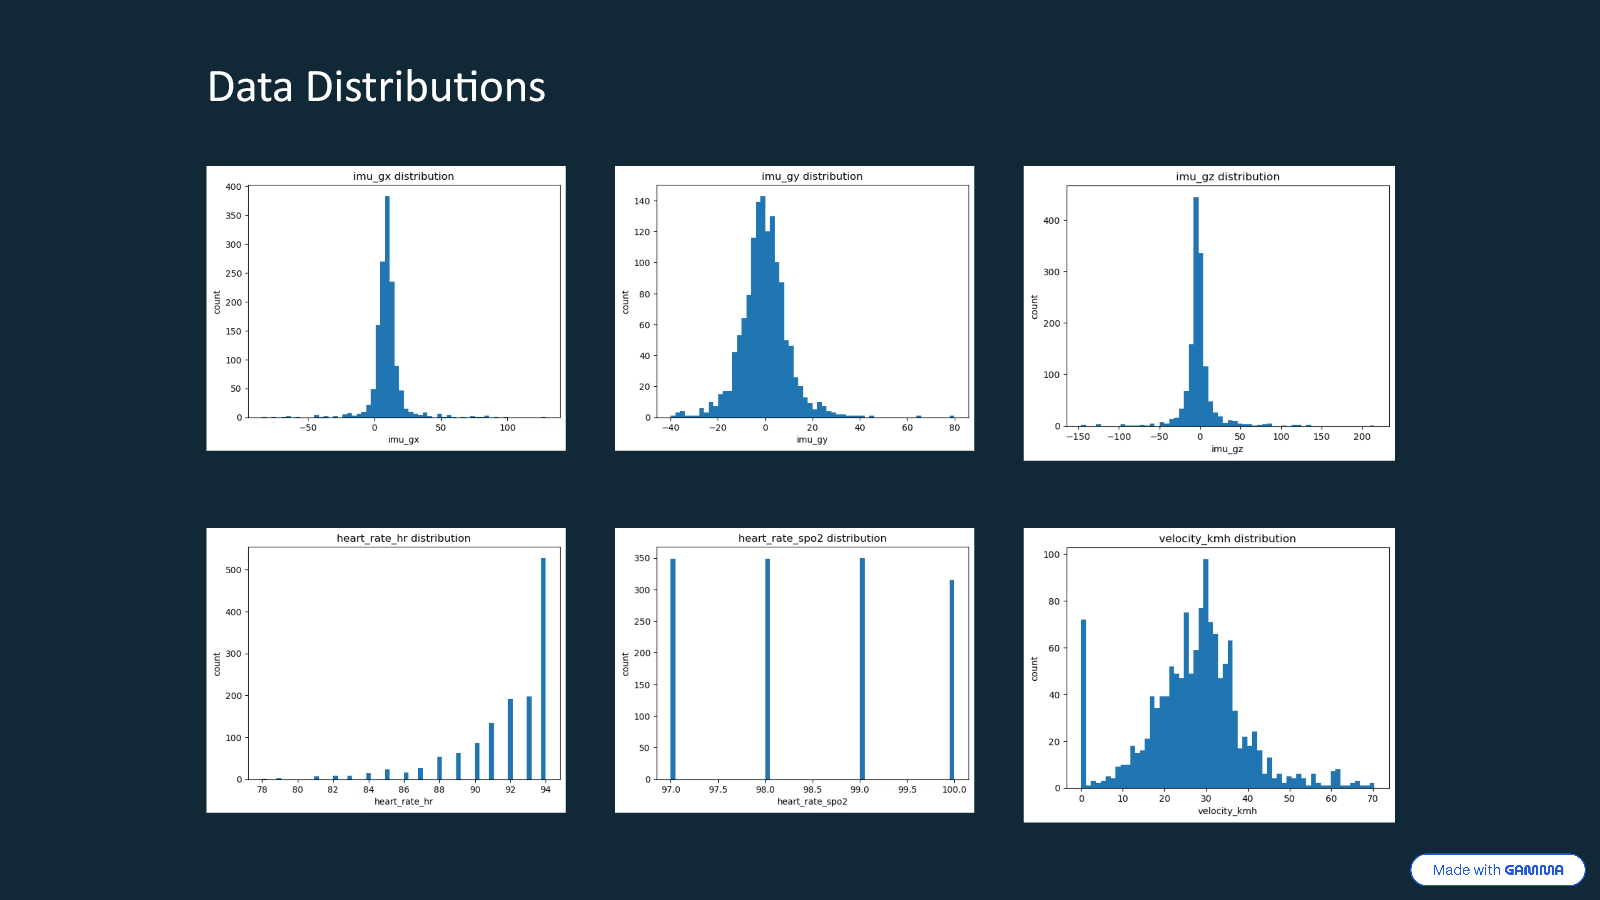 Data Distributions
imu_gx distribution
400
350
300
250
200
150
100
50
0
count
−50 0 50 100
imu_gx
imu_gy distribution
140
120
100
80
60
40
20
0
count
−40 −20 0 20 40 60 80
imu_gy
imu_gz distribution
400
300
200
100
0
count
−150 −100 −50 0 50 100 150 200
imu_gz
heart_rate_hr distribution
500
400
300
200
100
0
count
78 80 82 84 86 88 90 92 94
heart_rate_hr
heart_rate_spo2 distribution
350
300
250
200
150
100
50
0
count
97.0 97.5 98.0 98.5 99.0 99.5 100.0
heart_rate_spo2
velocity_kmh distribution
100
80
60
40
20
0
count
0 10 20 30 40 50 60 70
velocity_kmh
Made with GAMMA